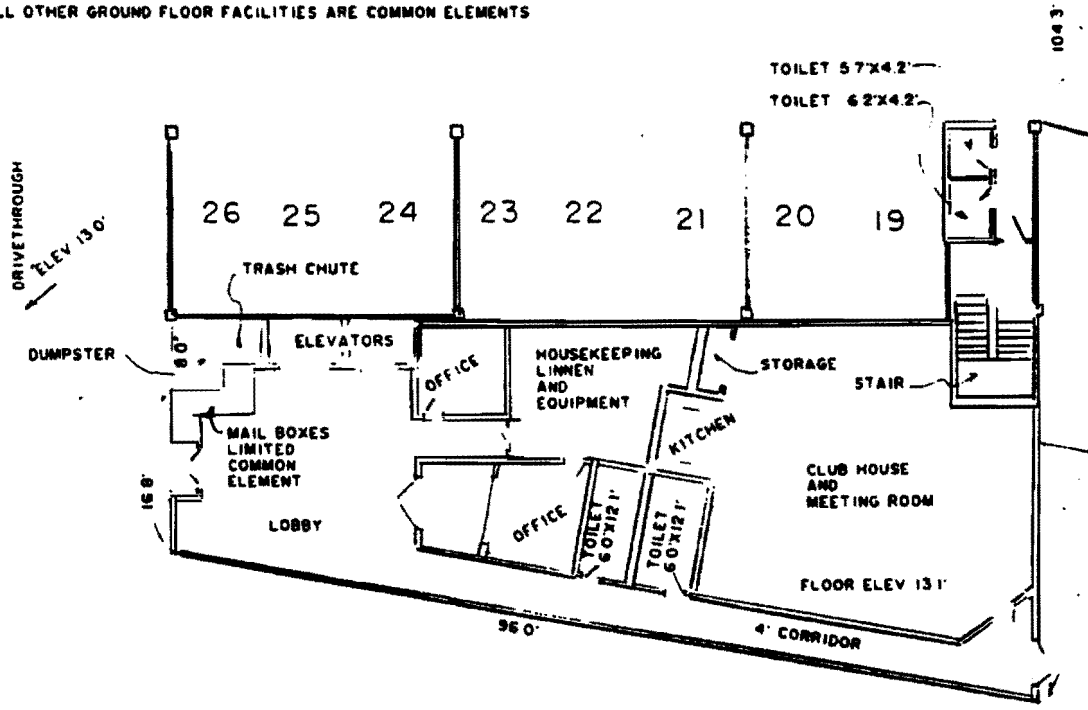 LL OTHER GROUND FLOOR FACILITIES ARE COMMON ELEMENTS
104 3'
TOILET 5 7'X4.2'
TOILET 6 2'X4.2'
DRIVETHROUGH
ELEV 13 0'
26 25 24 23 22 21 20 19
TRASH CHUTE
ELEVATORS
DUMPSTER
8 0'
OFFICE
HOUSEKEEPING
LINNEN
AND
EQUIPMENT
STORAGE
STAIR
MAIL BOXES
LIMITED
COMMON
ELEMENT
KITCHEN
CLUB HOUSE
AND
MEETING ROOM
16 8'
LOBBY
OFFICE
TOILET
6 0'X12 1'
TOILET
6 0'X12 1'
FLOOR ELEV 13 1'
96 0'
4' CORRIDOR